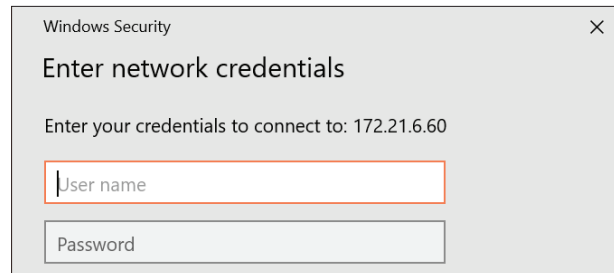 Windows Security
Enter network credentials
Enter your credentials to connect to: 172.21.6.60
User name
Password